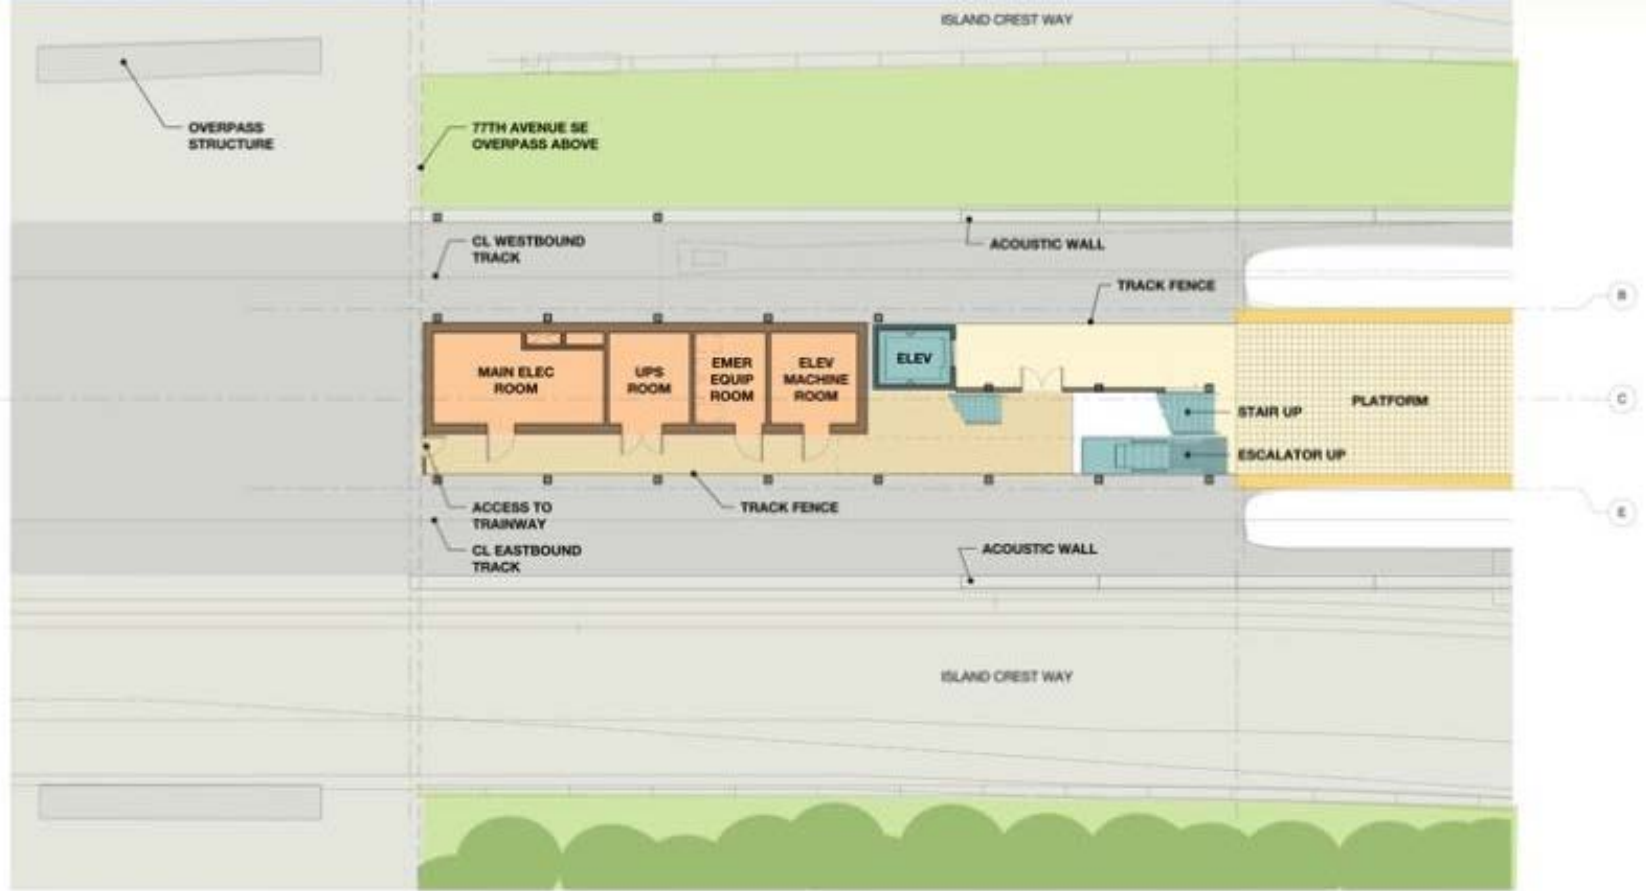 ISLAND CREST WAY
OVERPASS
STRUCTURE
77TH AVENUE SE
OVERPASS ABOVE
CL WESTBOUND
TRACK
ACOUSTIC WALL
TRACK FENCE
B
MAIN ELEC
ROOM
UPS
ROOM
EMER
EQUIP
ROOM
ELEV
MACHINE
ROOM
ELEV
STAIR UP
PLATFORM
C
ESCALATOR UP
ACCESS TO
TRAINWAY
TRACK FENCE
E
CL EASTBOUND
TRACK
ACOUSTIC WALL
ISLAND CREST WAY